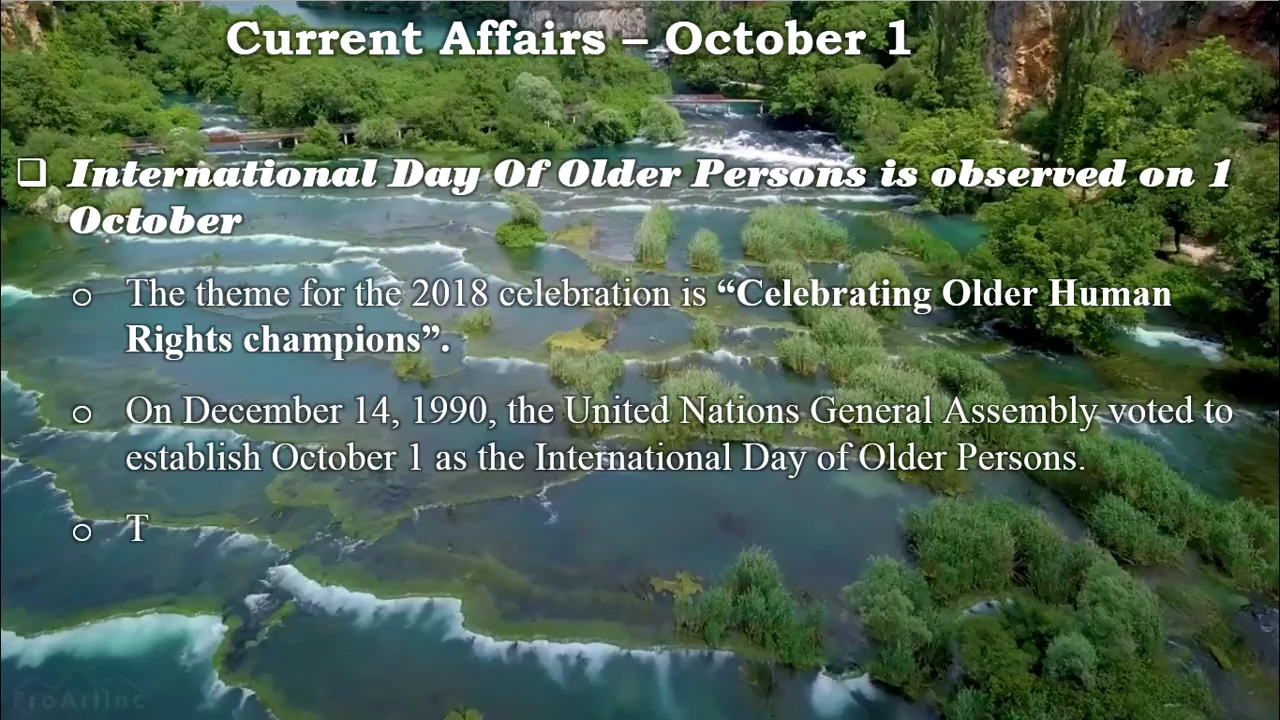 Current Affairs – October 1
❑ International Day Of Older Persons is observed on 1
October
o The theme for the 2018 celebration is “Celebrating Older Human
Rights champions”.
o On December 14, 1990, the United Nations General Assembly voted to
establish October 1 as the International Day of Older Persons.
o T
ProArtInc